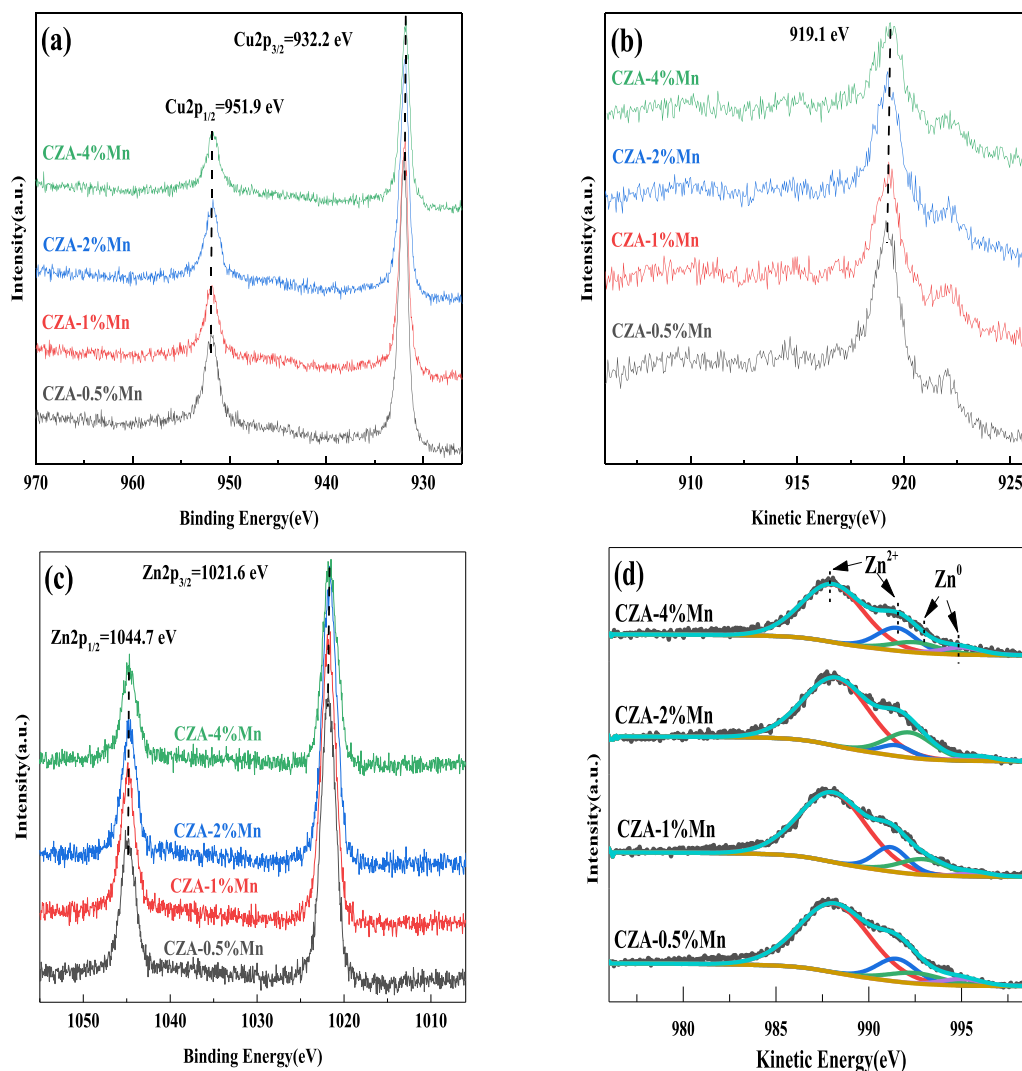 (a)
Cu2p3/2=932.2 eV
Cu2p1/2=951.9 eV
CZA-4%Mn
CZA-2%Mn
CZA-1%Mn
CZA-0.5%Mn
Intensity(a.u.)
970 960 950 940 930
Binding Energy(eV)
(b)
919.1 eV
CZA-4%Mn
CZA-2%Mn
CZA-1%Mn
CZA-0.5%Mn
Intensity(a.u.)
910 915 920 925
Kinetic Energy(eV)
(c)
Zn2p3/2=1021.6 eV
Zn2p1/2=1044.7 eV
CZA-4%Mn
CZA-2%Mn
CZA-1%Mn
CZA-0.5%Mn
Intensity(a.u.)
1050 1040 1030 1020 1010
Binding Energy(eV)
(d)
Zn2+ Zn0
CZA-4%Mn
CZA-2%Mn
CZA-1%Mn
CZA-0.5%Mn
Intensity(a.u.)
980 985 990 995
Kinetic Energy(eV)